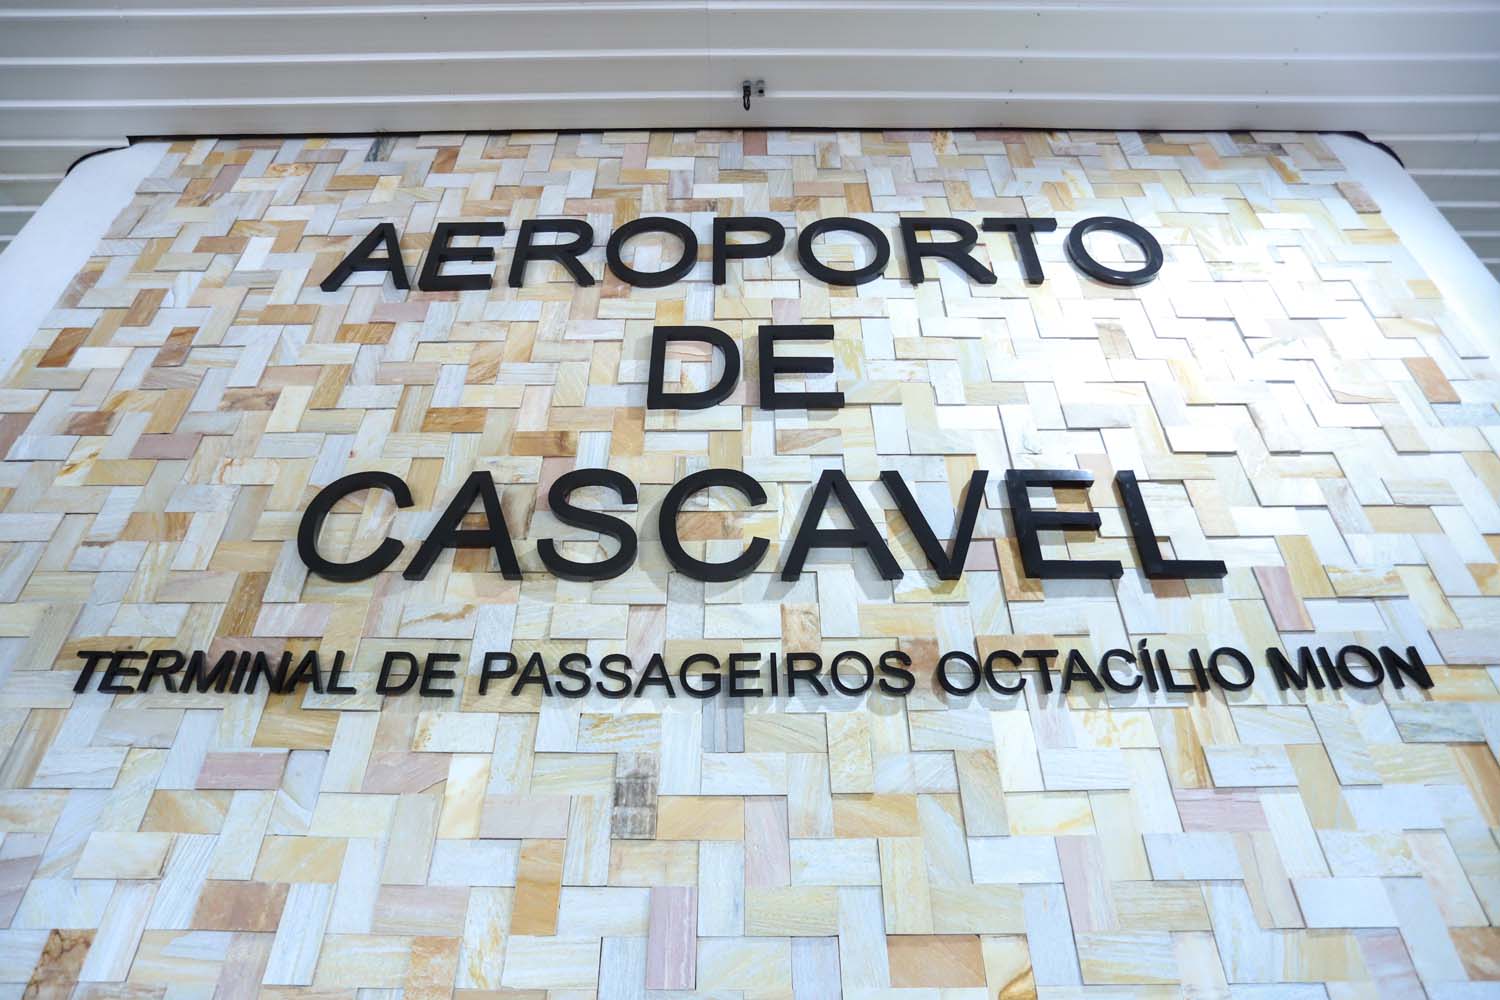 AEROPORTO
DE
CASCAVEL
TERMINAL DE PASSAGEIROS OCTACÍLIO MION